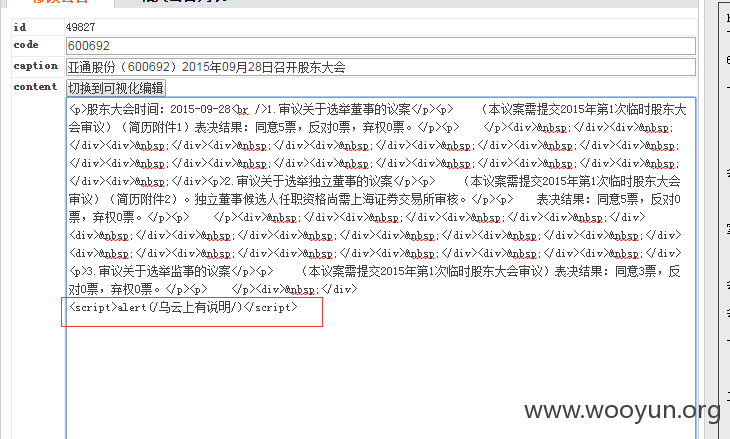 id 49827
code 600692
caption 亚通股份（600692）2015年09月28日召开股东大会
content 切换到可视化编辑
<p>股东大会时间：2015-09-28<br />1.审议关于选举董事的议案</p><p>　　（本议案需提交2015年第1次临时股东大
会审议）（简历附件1）表决结果：同意5票，反对0票，弃权0票。</p><p>　　</p><div>&nbsp;</div><div>&nbsp;
</div><div>&nbsp;</div><div>&nbsp;</div><div>&nbsp;</div><div>&nbsp;</div><div>&nbsp;
</div><div>&nbsp;</div><div>&nbsp;</div><div>&nbsp;</div><div>&nbsp;</div><div>&nbsp;
</div><div>&nbsp;</div><p>2.审议关于选举独立董事的议案</p><p>　　（本议案需提交2015年第1次临时股东大会
审议）（简历附件2）。独立董事候选人任职资格尚需上海证券交易所审核。</p><p>　　表决结果：同意5票，反对0
票，弃权0票。</p><p>　　</p><div>&nbsp;</div><div>&nbsp;</div><div>&nbsp;</div>
<div>&nbsp;</div><div>&nbsp;</div><div>&nbsp;</div><div>&nbsp;</div><div>&nbsp;</div>
<div>&nbsp;</div><div>&nbsp;</div><div>&nbsp;</div><div>&nbsp;</div><div>&nbsp;</div>
<p>3.审议关于选举监事的议案</p><p>　　（本议案需提交2015年第1次临时股东大会审议）表决结果：同意3票，反
对0票，弃权0票。</p><p>　　</p><div>&nbsp;</div>
<script>alert(/乌云上有说明/)</script>
www.wooyun.org